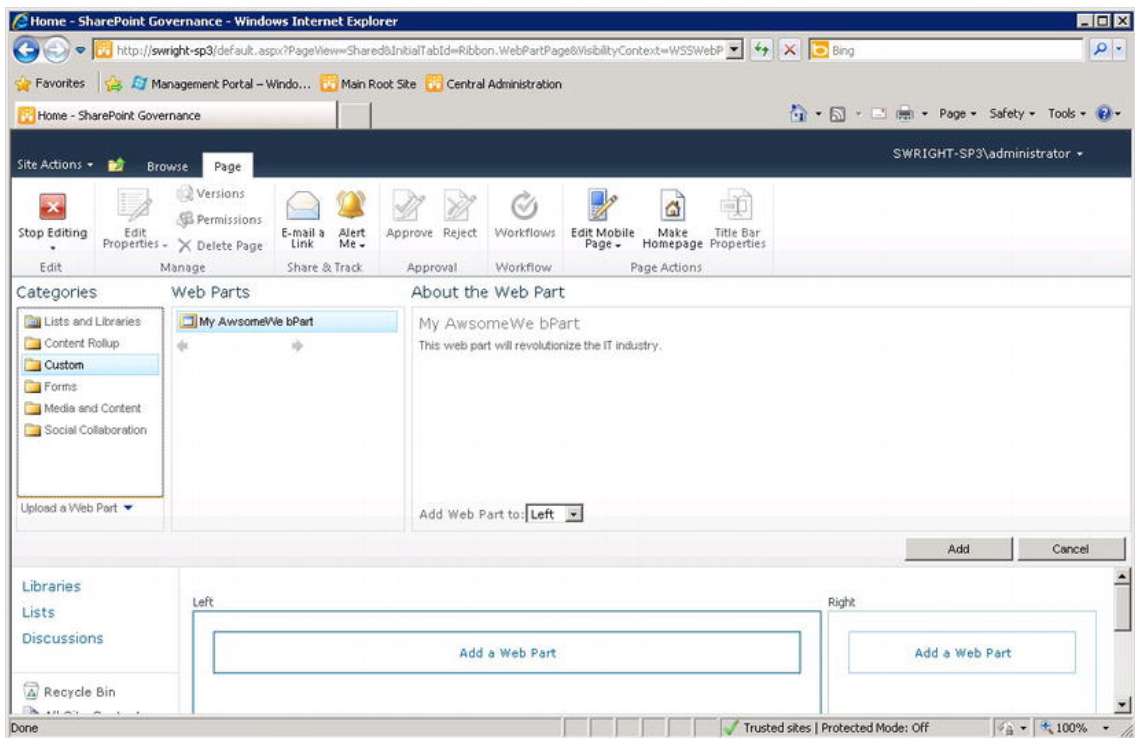 Home - SharePoint Governance - Windows Internet Explorer
http://swright-sp3/default.aspx?PageView=Shared&InitialTabId=Ribbon.WebPartPage&VisibilityContext=WSSWebP
Bing
Favorites Management Portal – Windo... Main Root Site Central Administration
Home - SharePoint Governance Page Safety Tools
SWRIGHT-SP3\administrator
Site Actions Browse Page
Stop Editing Edit Properties Versions Permissions Delete Page E-mail a Link Alert Me Approve Reject Workflows Edit Mobile Page Make Homepage Title Bar Properties
Edit Manage Share & Track Approval Workflow Page Actions
Categories Web Parts About the Web Part
Lists and Libraries My AwsomeWe bPart My AwsomeWe bPart
Content Rollup This web part will revolutionize the IT industry.
Custom
Forms
Media and Content
Social Collaboration
Upload a Web Part Add Web Part to: Left
Add Cancel
Libraries
Left Right
Lists
Discussions
Add a Web Part Add a Web Part
Recycle Bin
Done Trusted sites | Protected Mode: Off 100%